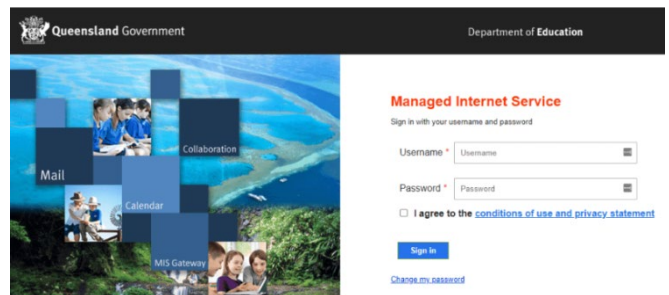 Queensland Government
Department of Education
Mail
Collaboration
Calendar
MIS Gateway
Managed Internet Service
Sign in with your username and password
Username * Username
Password * Password
I agree to the conditions of use and privacy statement
Sign in
Change my password